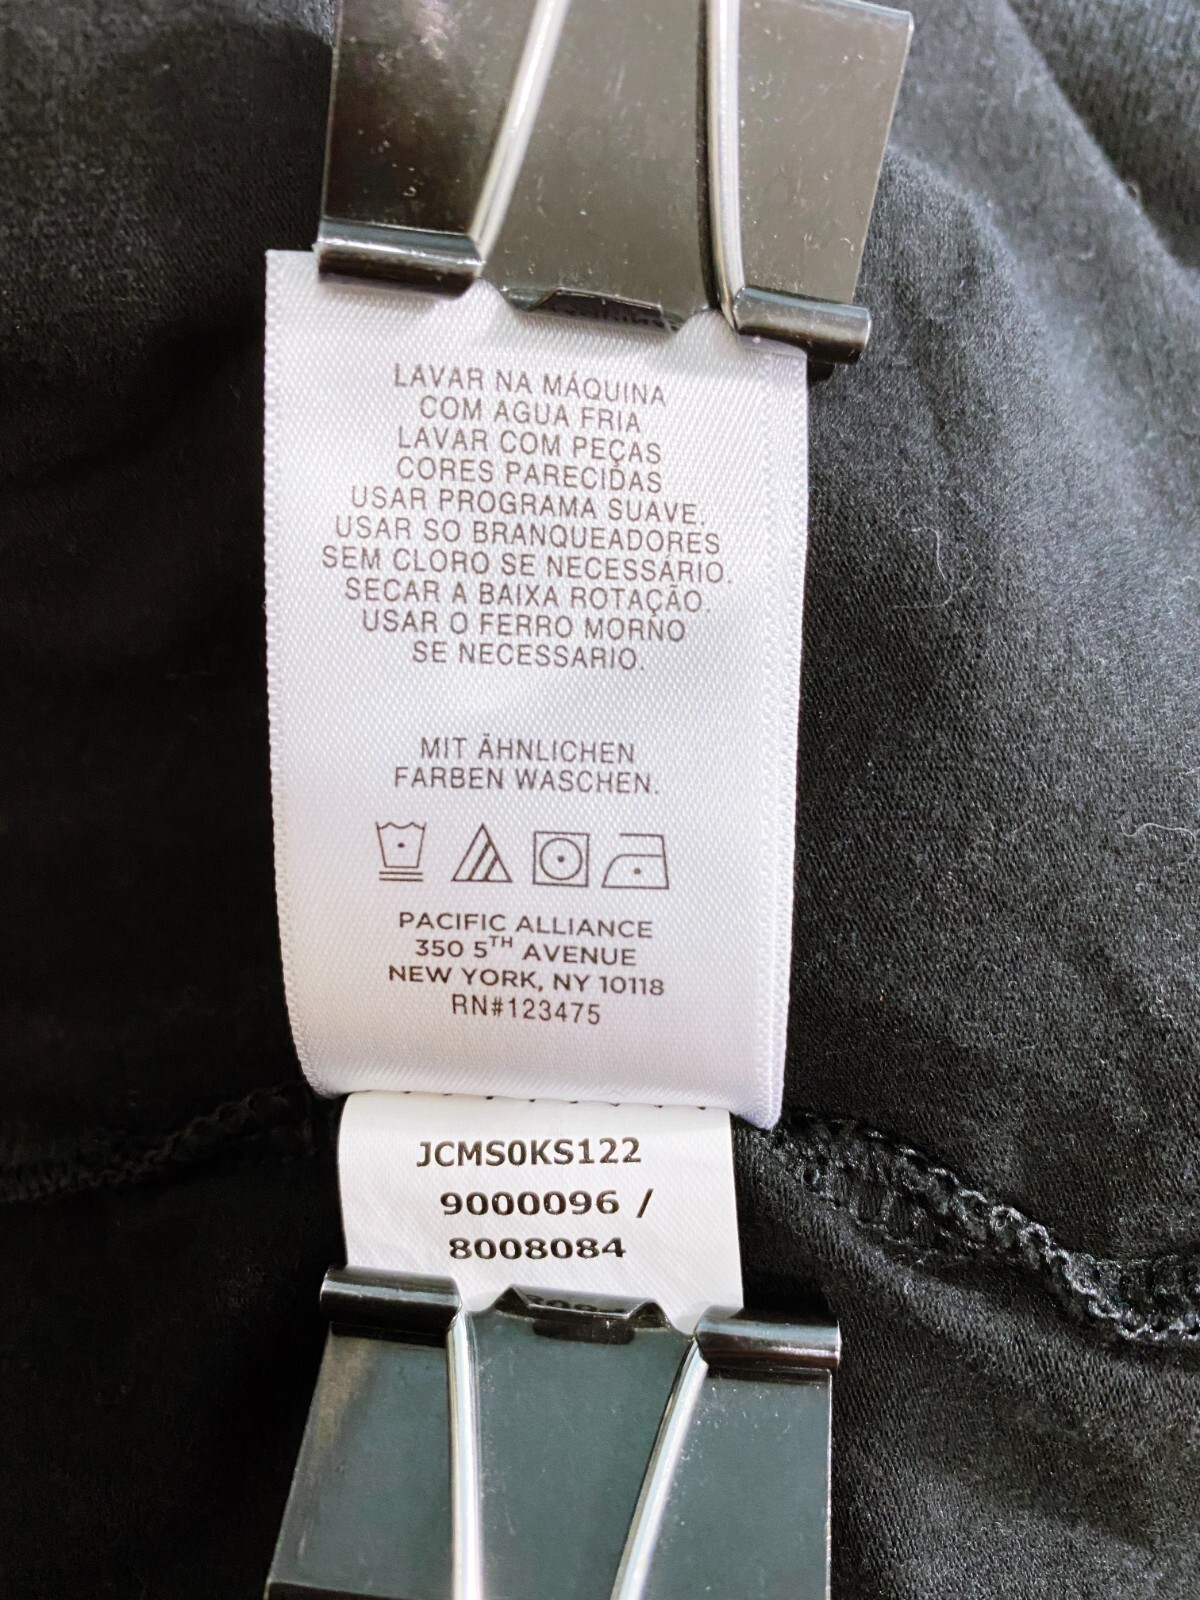 LAVAR NA MÁQUINA
COM AGUA FRIA
LAVAR COM PEÇAS
CORES PARECIDAS
USAR PROGRAMA SUAVE.
USAR SO BRANQUEADORES
SEM CLORO SE NECESSÁRIO.
SECAR A BAIXA ROTAÇÃO.
USAR O FERRO MORNO
SE NECESSARIO.
MIT ÄHNLICHEN
FARBEN WASCHEN.
PACIFIC ALLIANCE
350 5TH AVENUE
NEW YORK, NY 10118
RN#123475
JCMS0KS122
9000096 /
8008084